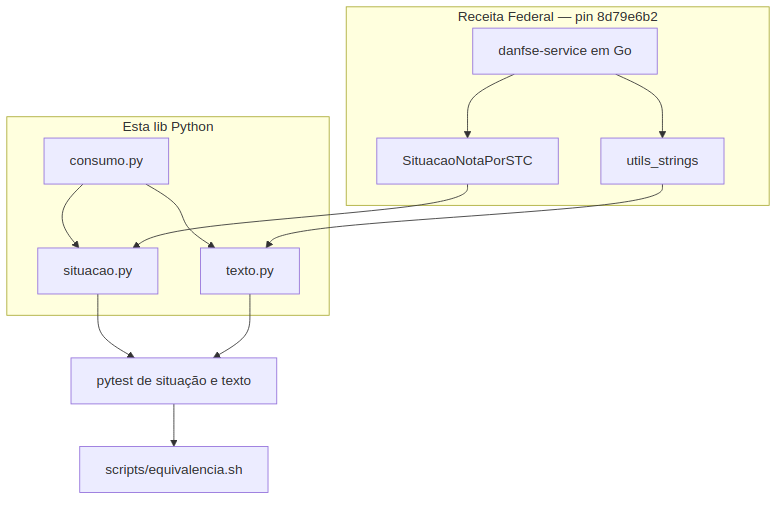 Receita Federal — pin 8d79e6b2
danfse-service em Go
Esta lib Python
consumo.py
SituacaoNotaPorSTC
utils_strings
situacao.py
texto.py
pytest de situação e texto
scripts/equivalencia.sh